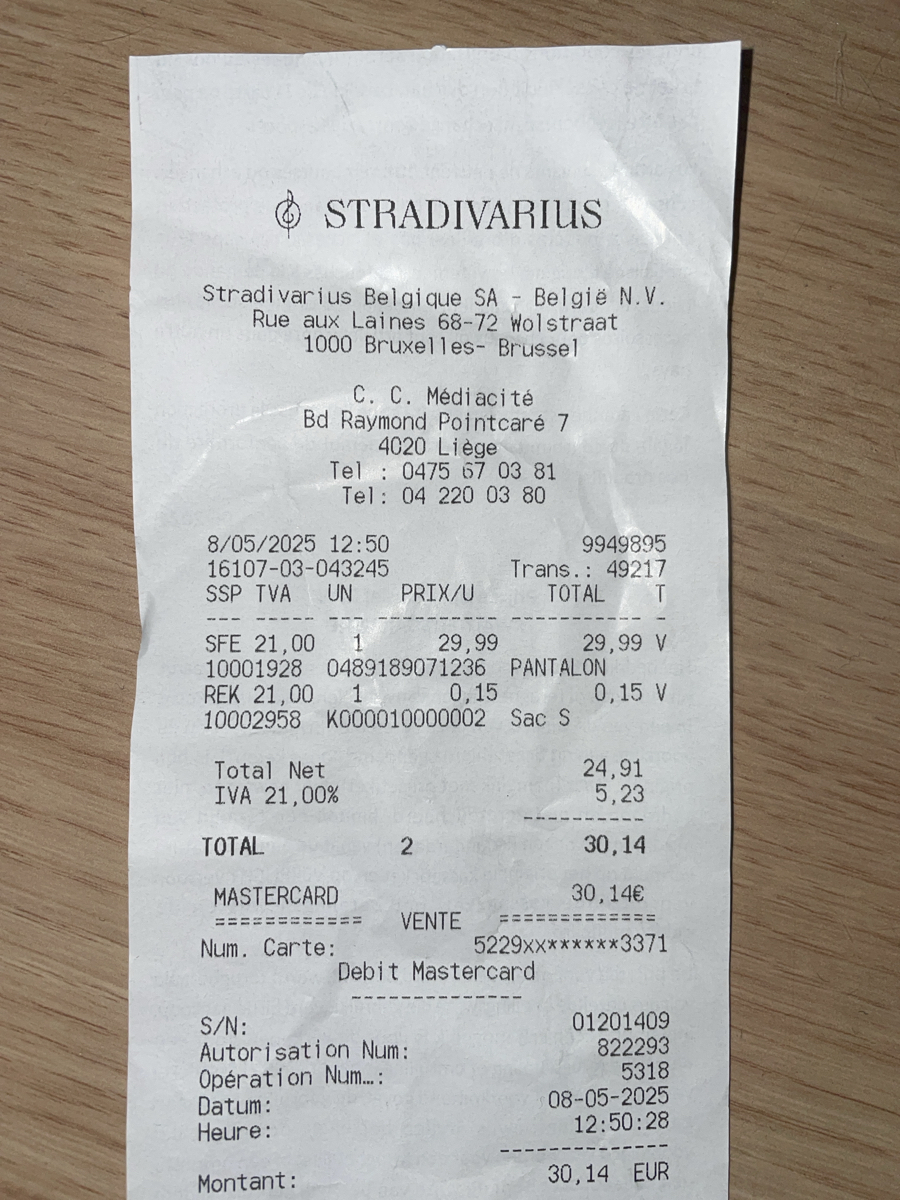 STRADIVARIUS
Stradivarius Belgique SA - België N.V.
Rue aux Laines 68-72 Wolstraat
1000 Bruxelles- Brussel
C. C. Médiacité
Bd Raymond Pointcaré 7
4020 Liège
Tel : 0475 67 03 81
Tel: 04 220 03 80
8/05/2025 12:50 9949895
16107-03-043245 Trans.: 49217
SSP TVA UN PRIX/U TOTAL T
--- ----- --- ----------- ----------- -
SFE 21,00 1 29,99 29,99 V
10001928 0489189071236 PANTALON
REK 21,00 1 0,15 0,15 V
10002958 K000010000002 Sac S
Total Net 24,91
IVA 21,00% 5,23
----------
TOTAL 2 30,14
MASTERCARD 30,14€
============ VENTE =============
Num. Carte: 5229xx******3371
Debit Mastercard
--------------
S/N: 01201409
Autorisation Num: 822293
Opération Num…: 5318
Datum: 08-05-2025
Heure: 12:50:28
--------------
Montant: 30,14 EUR